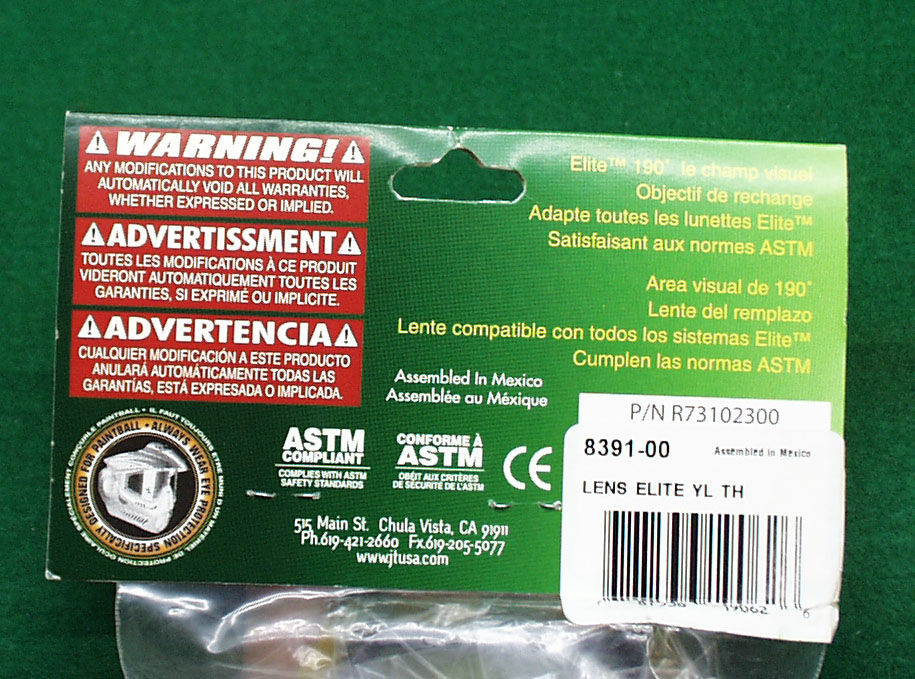 WARNING!
ANY MODIFICATIONS TO THIS PRODUCT WILL
AUTOMATICALLY VOID ALL WARRANTIES,
WHETHER EXPRESSED OR IMPLIED.
ADVERTISSMENT
TOUTES LES MODIFICATIONS À CE PRODUIT
VIDERONT AUTOMATIQUEMENT TOUTES LES
GARANTIES, SI EXPRIMÉ OU IMPLICITE.
ADVERTENCIA
CUALQUIER MODIFICACIÓN A ESTE PRODUCTO
ANULARÁ AUTOMÁTICAMENTE TODAS LAS
GARANTÍAS, ESTÁ EXPRESADA O IMPLICADA.
Elite™ 190° le champ visuel
Objectif de rechange
Adapte toutes les lunettes Elite™
Satisfaisant aux normes ASTM
Area visual de 190°
Lente del remplazo
Lente compatible con todos los sistemas Elite™
Cumplen las normas ASTM
Assembled In Mexico
Assemblée au Méxique
SPECIFICALLY DESIGNED FOR PAINTBALL • ALWAYS WEAR EYE PROTECTION
IL FAUT TOUJOURS
ASTM
COMPLIANT
COMPLIES WITH ASTM
SAFETY STANDARDS
CONFORME À
ASTM
OBÉIT AUX CRITÈRES
DE SÉCURITÉ DE L'ASTM
CE
515 Main St. Chula Vista, CA 91911
Ph.619-421-2660 Fx.619-205-5077
www.jtusa.com
P/N R73102300
8391-00 Assembled in Mexico
LENS ELITE YL TH
6